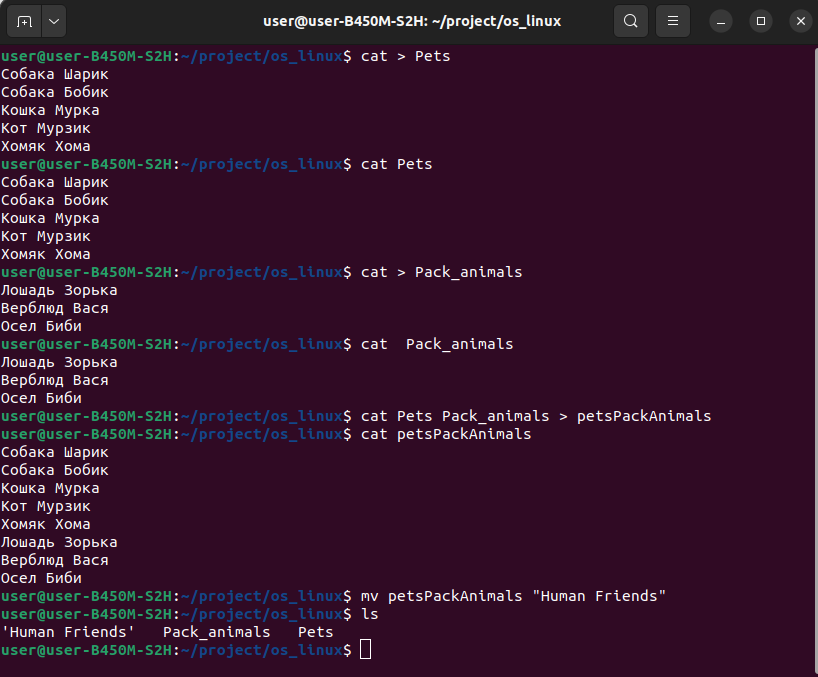 user@user-B450M-S2H: ~/project/os_linux
user@user-B450M-S2H:~/project/os_linux$ cat > Pets
Собака Шарик
Собака Бобик
Кошка Мурка
Кот Мурзик
Хомяк Хома
user@user-B450M-S2H:~/project/os_linux$ cat Pets
Собака Шарик
Собака Бобик
Кошка Мурка
Кот Мурзик
Хомяк Хома
user@user-B450M-S2H:~/project/os_linux$ cat > Pack_animals
Лошадь Зорька
Верблюд Вася
Осел Биби
user@user-B450M-S2H:~/project/os_linux$ cat  Pack_animals
Лошадь Зорька
Верблюд Вася
Осел Биби
user@user-B450M-S2H:~/project/os_linux$ cat Pets Pack_animals > petsPackAnimals
user@user-B450M-S2H:~/project/os_linux$ cat petsPackAnimals
Собака Шарик
Собака Бобик
Кошка Мурка
Кот Мурзик
Хомяк Хома
Лошадь Зорька
Верблюд Вася
Осел Биби
user@user-B450M-S2H:~/project/os_linux$ mv petsPackAnimals "Human Friends"
user@user-B450M-S2H:~/project/os_linux$ ls
'Human Friends'   Pack_animals   Pets
user@user-B450M-S2H:~/project/os_linux$